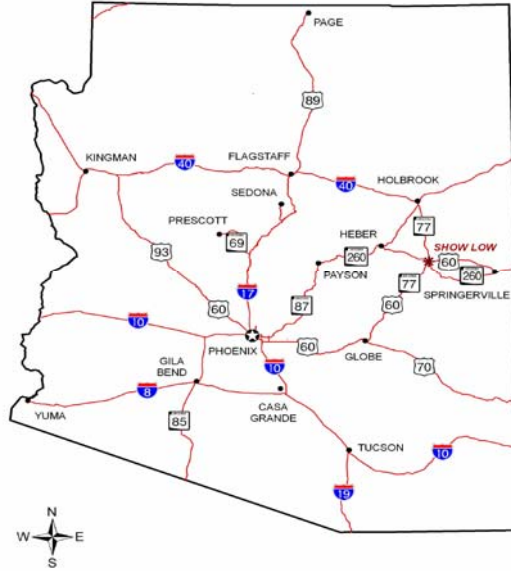 PAGE
89
KINGMAN
40
FLAGSTAFF
40
HOLBROOK
SEDONA
PRESCOTT
69
HEBER
77
SHOW LOW
93
260
60
260
PAYSON
77
SPRINGERVILLE
17
87
60
60
10
PHOENIX
60
GLOBE
GILA
BEND
10
70
8
CASA
GRANDE
YUMA
85
TUCSON
10
19
N
W
E
S